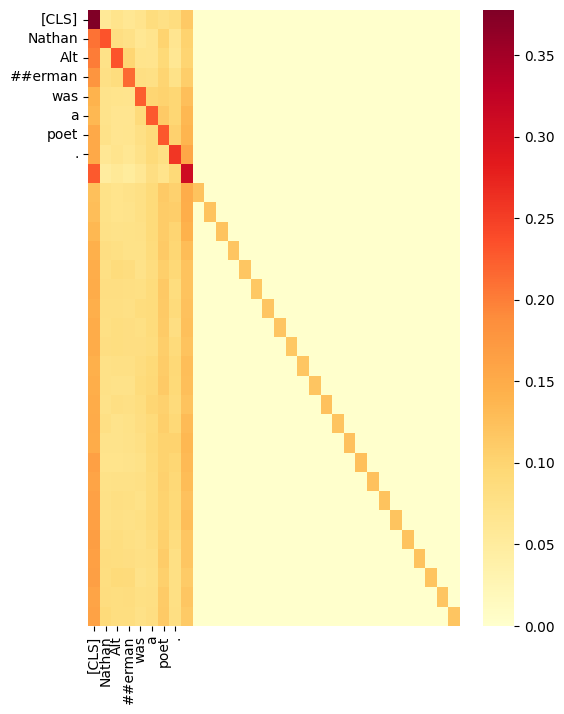 [CLS]
Nathan
Alt
##erman
was
a
poet
.
[CLS]
Nathan
Alt
##erman
was
a
poet
.
0.35
0.30
0.25
0.20
0.15
0.10
0.05
0.00